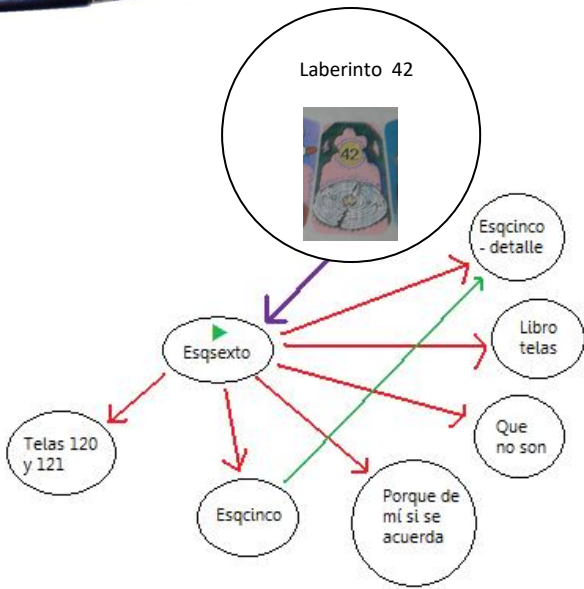 Laberinto 42
42
Esqcinco
- detalle
Esqsexto
Libro
telas
Que
no son
Telas 120
y 121
Esqcinco
Porque de
mí si se
acuerda